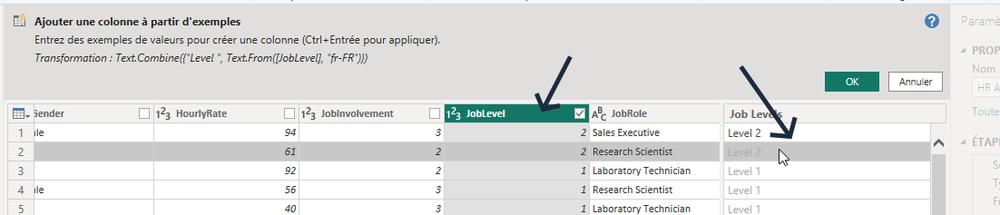 Ajouter une colonne à partir d'exemples
Entrez des exemples de valeurs pour créer une colonne (Ctrl+Entrée pour appliquer).
Transformation : Text.Combine({"Level ", Text.From([JobLevel], "fr-FR")})
?
OK Annuler
Paramè
PROP
Nom
HR A
Toute
ÉTAP
Gender 1²3 HourlyRate 1²3 JobInvolvement 1²3 JobLevel ABC JobRole Job Levels
1 ale 94 3 2 Sales Executive Level 2
2 61 2 2 Research Scientist Level 2
3 92 2 1 Laboratory Technician Level 1
4 ale 56 3 1 Research Scientist Level 1
5 40 3 1 Laboratory Technician Level 1